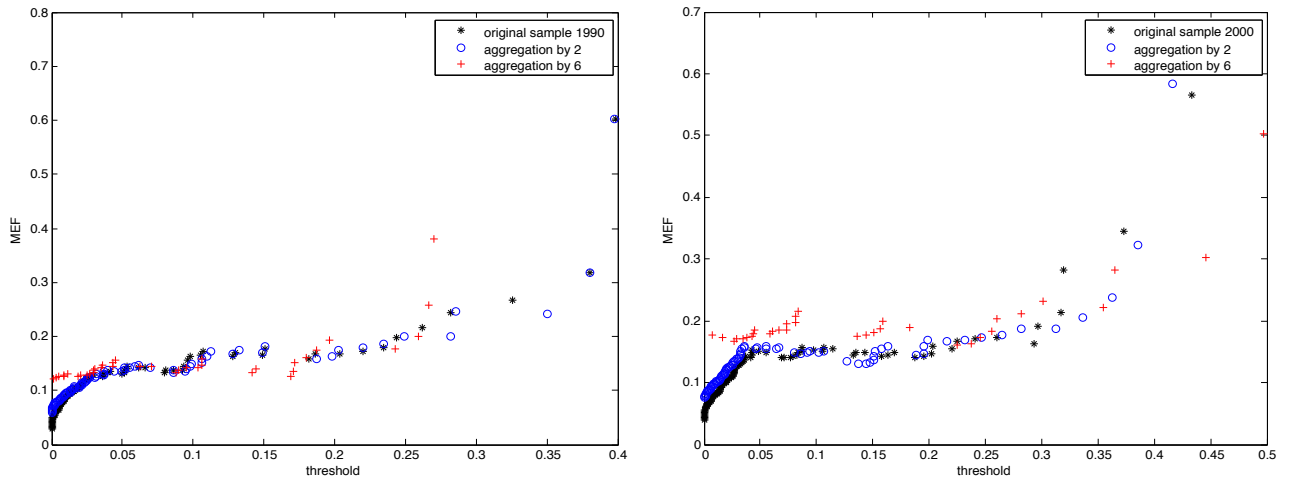 0.8
0.7
0.6
0.5
0.4
0.3
0.2
0.1
0
MEF
0 0.05 0.1 0.15 0.2 0.25 0.3 0.35 0.4
threshold
original sample 1990
aggregation by 2
aggregation by 6
0.7
0.6
0.5
0.4
0.3
0.2
0.1
0
MEF
0 0.05 0.1 0.15 0.2 0.25 0.3 0.35 0.4 0.45 0.5
threshold
original sample 2000
aggregation by 2
aggregation by 6